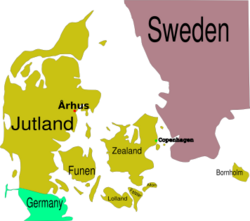 Sweden
Århus
Jutland
Copenhagen
Zealand
Funen
Bornholm
Lolland
Germany